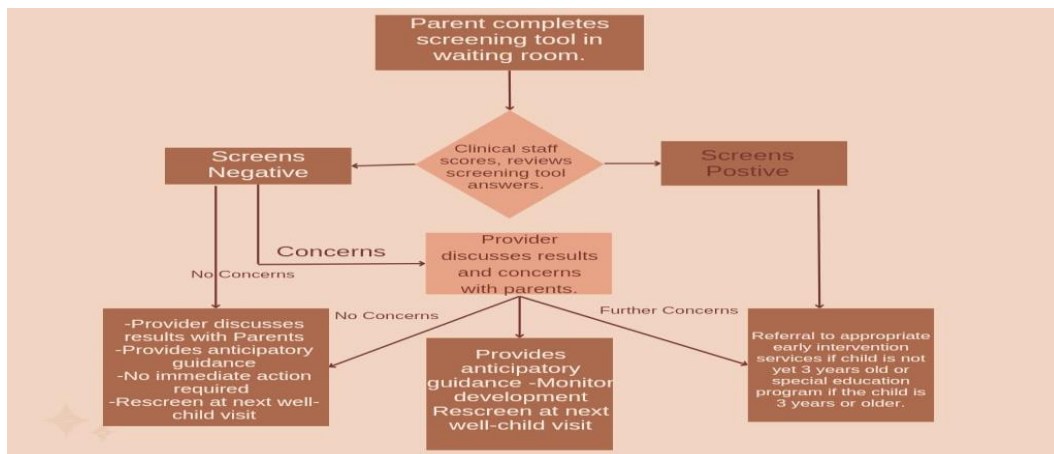 Parent completes
screening tool in
waiting room.
Clinical staff
scores, reviews
screening tool
answers.
Screens
Negative
Screens
Postive
Concerns
No Concerns
Provider
discusses results
and concerns
with parents.
No Concerns
Further Concerns
-Provider discusses
results with Parents
-Provides anticipatory
guidance
-No immediate action
required
-Rescreen at next well-
child visit
Provides
anticipatory
guidance -Monitor
development
Rescreen at next
well-child visit
Referral to appropriate
early intervention
services if child is not
yet 3 years old or
special education
program if the child is
3 years or older.